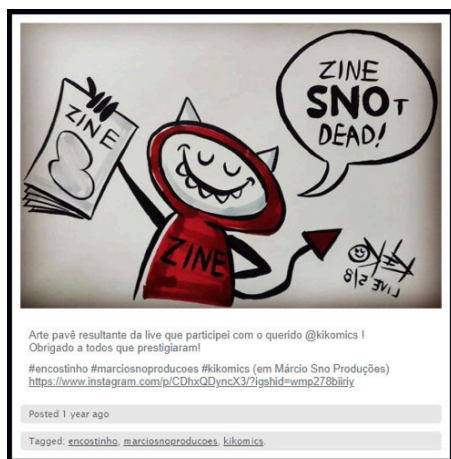 ZINE
SNOT
DEAD!
ZINE
ZINE
LIVE 5/8
Arte pavê resultante da live que participei com o querido @kikomics !
Obrigado a todos que prestigiaram!
#encostinho #marciosnoproducoes #kikomics (em Márcio Sno Produções)
https://www.instagram.com/p/CDhxQDyncX3/?igshid=wmp278biiriy
Posted 1 year ago
Tagged: encostinho, marciosnoproducoes, kikomics.